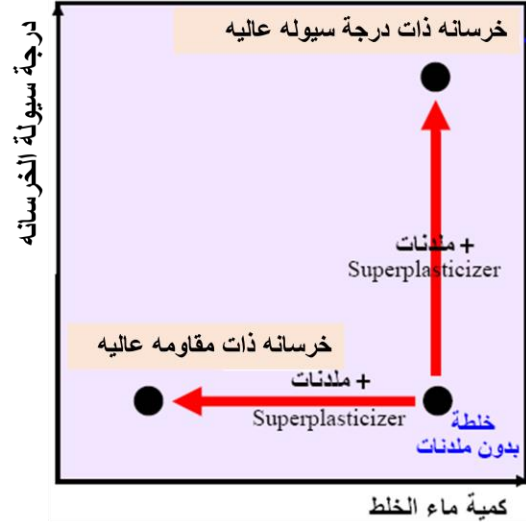 خرسانه ذات درجة سيوله عاليه
درجة سيولة الخرسانه
+ ملدنات
Superplasticizer
خرسانه ذات مقاومه عاليه
+ ملدنات
Superplasticizer
خلطة
بدون ملدنات
كمية ماء الخلط